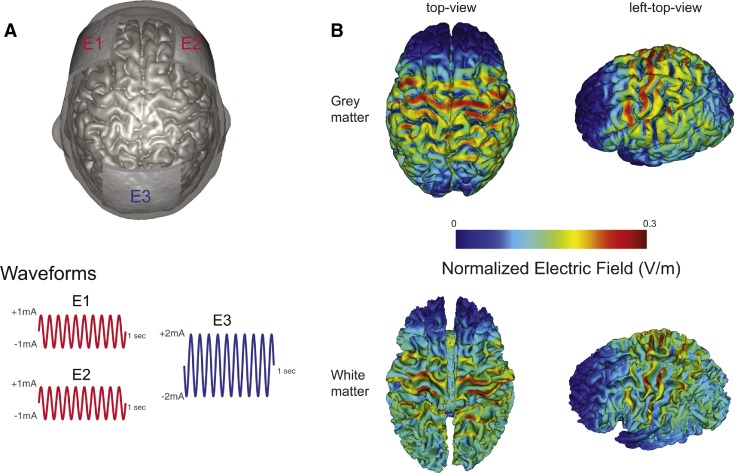 A
E1
E2
E3
Waveforms
E1
+1mA
-1mA
1 sec
E2
+1mA
-1mA
1 sec
E3
+2mA
-2mA
1 sec
B
top-view
left-top-view
Grey
matter
0
0.3
Normalized Electric Field (V/m)
White
matter